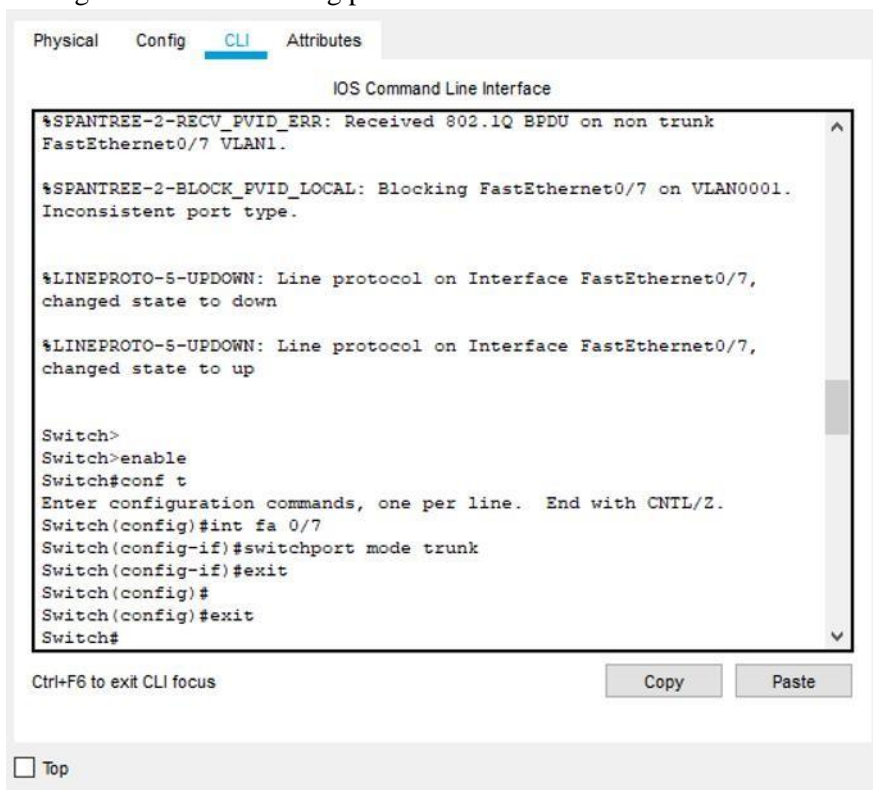 Physical Config CLI Attributes
IOS Command Line Interface
%SPANTREE-2-RECV_PVID_ERR: Received 802.1Q BPDU on non trunk
FastEthernet0/7 VLAN1.
%SPANTREE-2-BLOCK_PVID_LOCAL: Blocking FastEthernet0/7 on VLAN0001.
Inconsistent port type.
%LINEPROTO-5-UPDOWN: Line protocol on Interface FastEthernet0/7,
changed state to down
%LINEPROTO-5-UPDOWN: Line protocol on Interface FastEthernet0/7,
changed state to up
Switch>
Switch>enable
Switch#conf t
Enter configuration commands, one per line. End with CNTL/Z.
Switch(config)#int fa 0/7
Switch(config-if)#switchport mode trunk
Switch(config-if)#exit
Switch(config)#
Switch(config)#exit
Switch#
Ctrl+F6 to exit CLI focus Copy Paste
Top